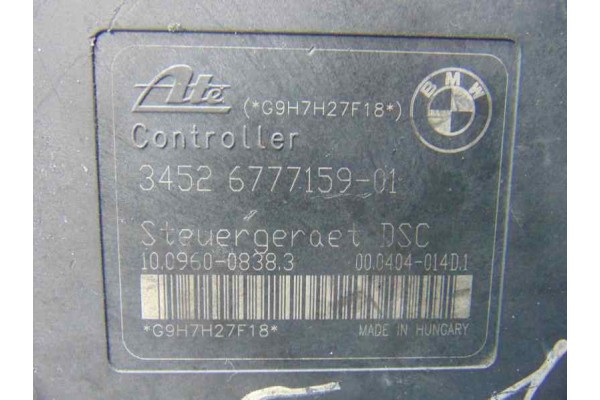 Ate (*G9H7H27F18*) BMW
Controller
3452 6777159-01
Steuergeraet DSC
10.0960-0838.3 00.0404-014D.1
*G9H7H27F18* MADE IN HUNGARY